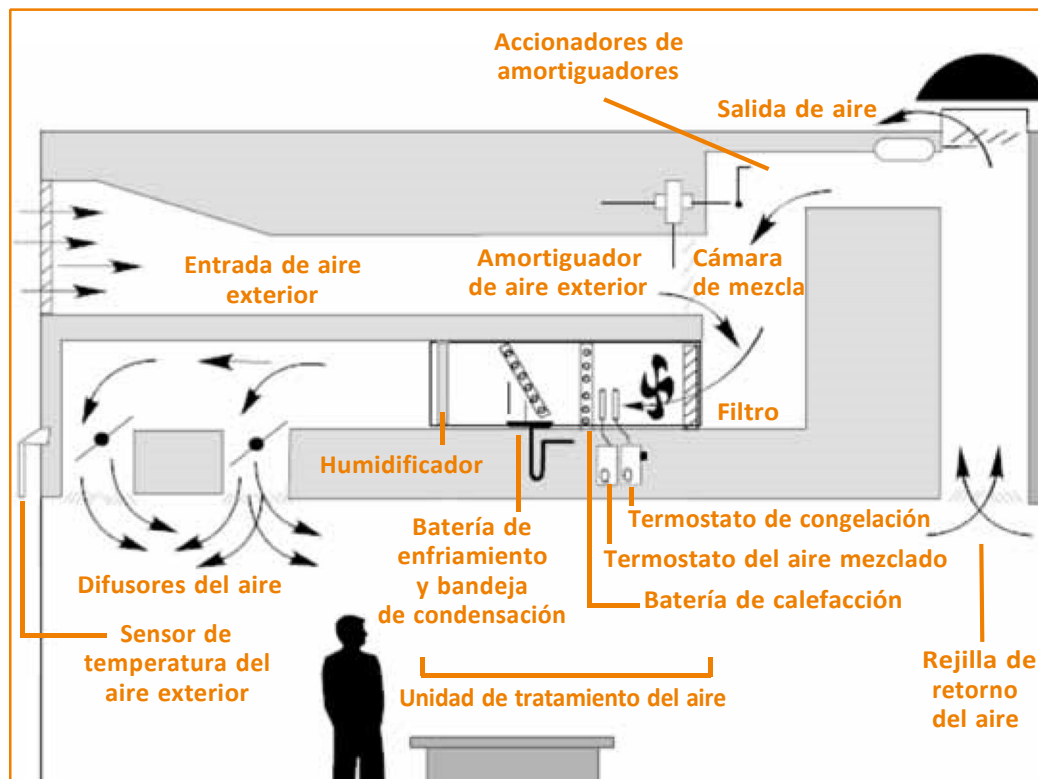 Accionadores de
amortiguadores
Salida de aire
Entrada de aire
exterior
Amortiguador
de aire exterior
Cámara
de mezcla
Filtro
Humidificador
Termostato de congelación
Batería de
enfriamiento
y bandeja
de condensación
Termostato del aire mezclado
Difusores del aire
Batería de calefacción
Sensor de
temperatura del
aire exterior
Unidad de tratamiento del aire
Rejilla de
retorno
del aire